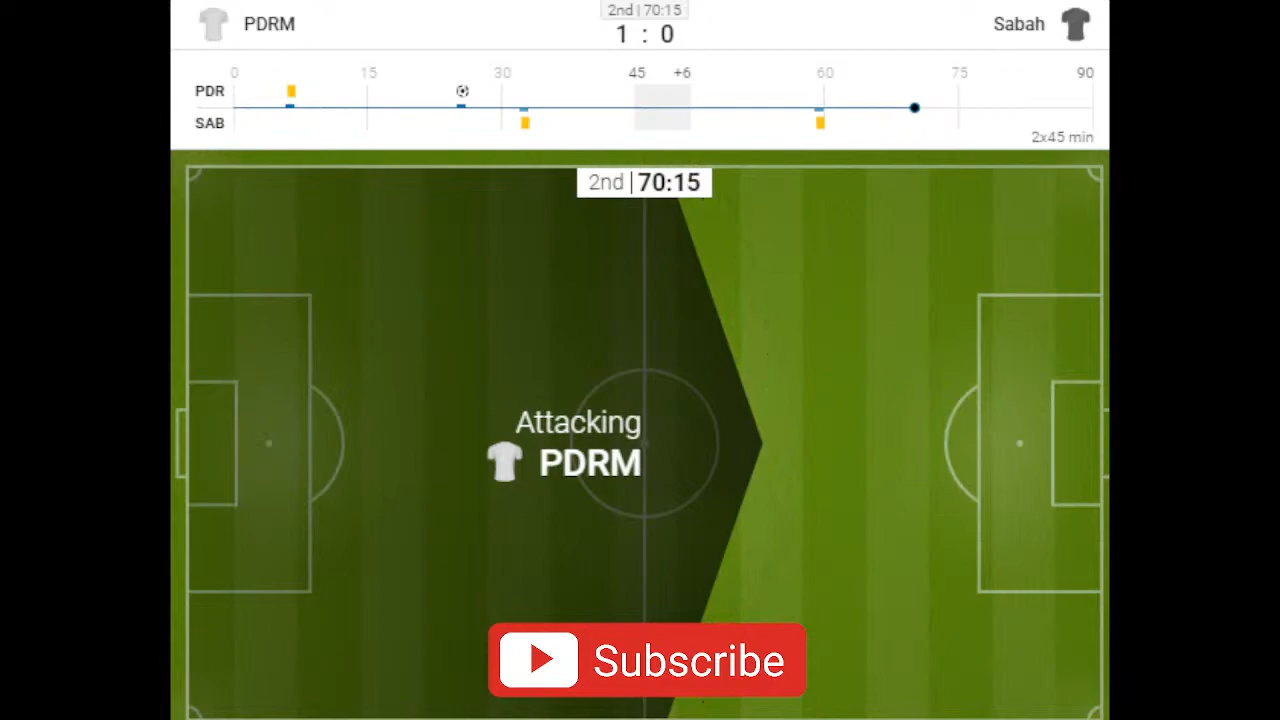 PDRM
2nd | 70:15
1 : 0
Sabah
0 15 30 45 +6 60 75 90
PDR
SAB
2x45 min
2nd | 70:15
Attacking
PDRM
Subscribe